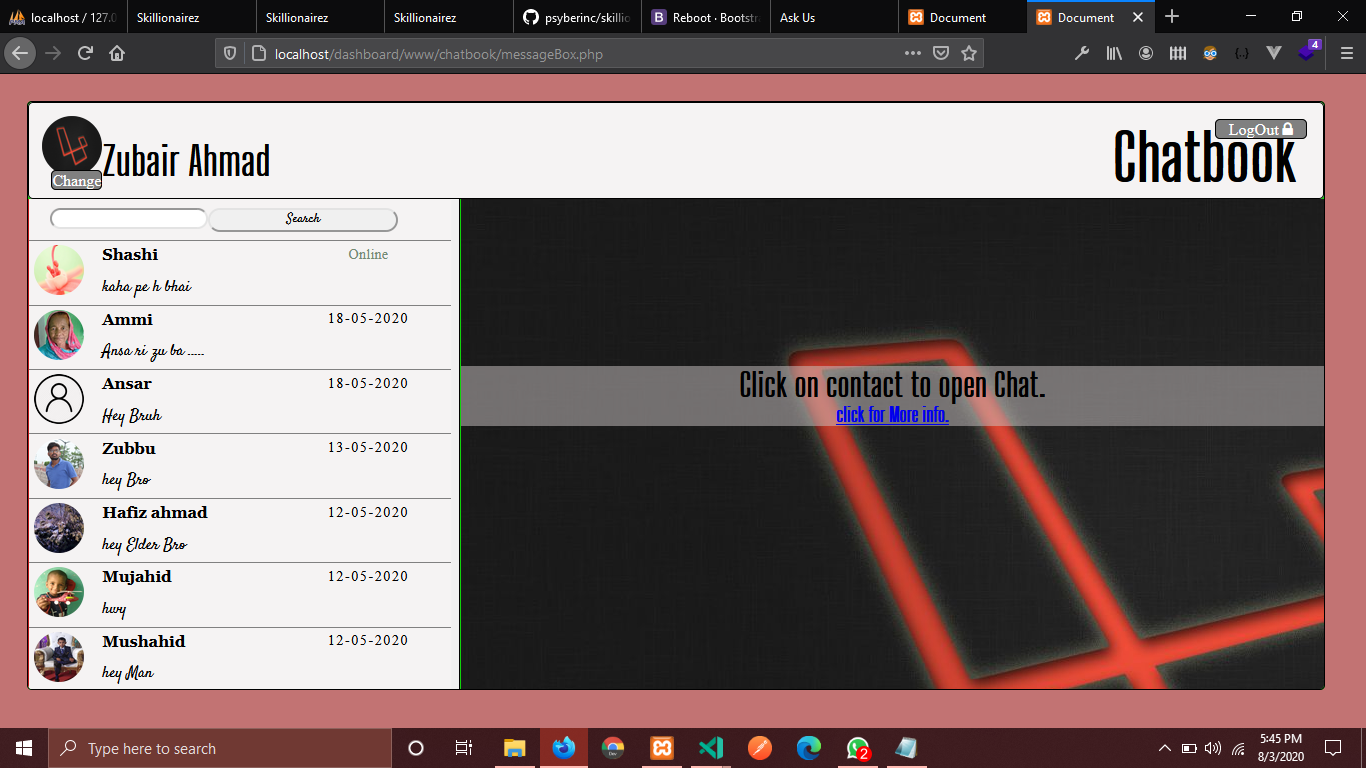 localhost / 127.0
Skillionairez
Skillionairez
Skillionairez
psyberinc/skillio
Reboot · Bootstra
Ask Us
Document
Document
localhost/dashboard/www/chatbook/messageBox.php
4
Zubair Ahmad
Change
LogOut
Chatbook
Search
Shashi
Online
kaha pe h bhai
Ammi
18-05-2020
Ansa ri zu ba .....
Ansar
18-05-2020
Hey Bruh
Zubbu
13-05-2020
hey Bro
Hafiz ahmad
12-05-2020
hey Elder Bro
Mujahid
12-05-2020
hwy
Mushahid
12-05-2020
hey Man
Click on contact to open Chat.
click for More info.
Type here to search
Dev
2
5:45 PM
8/3/2020